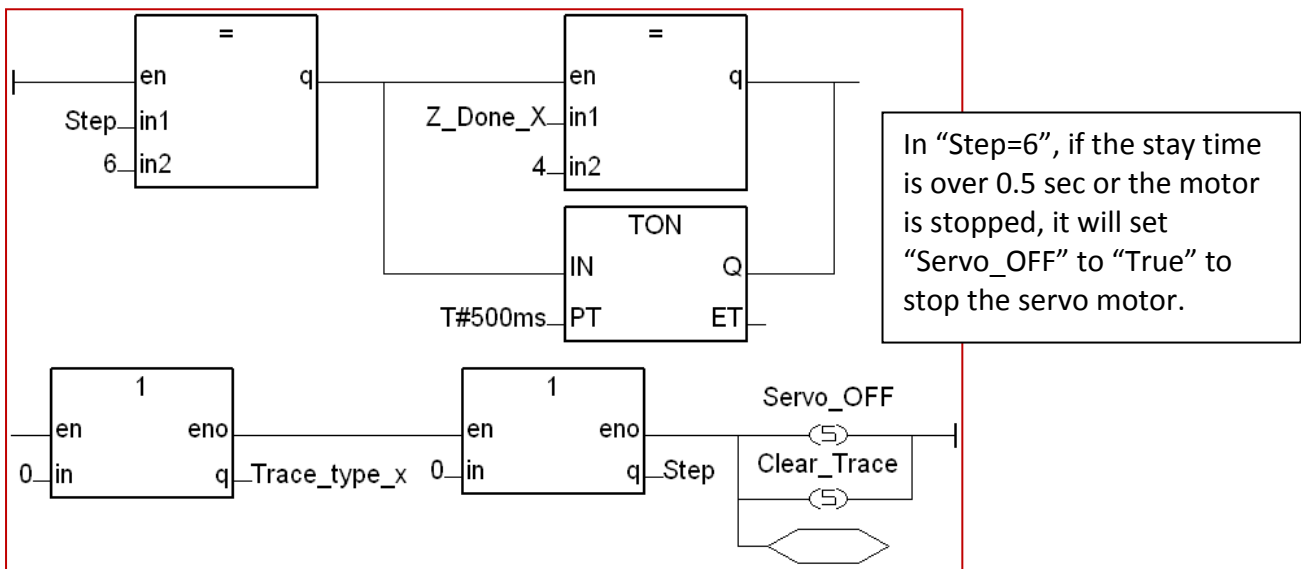 =
=
en q
en q
Step in1
Z_Done_X in1
6 in2
4 in2
TON
IN Q
T#500ms PT ET
In “Step=6”, if the stay time
is over 0.5 sec or the motor
is stopped, it will set
“Servo_OFF” to “True” to
stop the servo motor.
1
1
Servo_OFF
en eno
en eno
(S)
0 in q Trace_type_x
0 in q Step
Clear_Trace
(S)